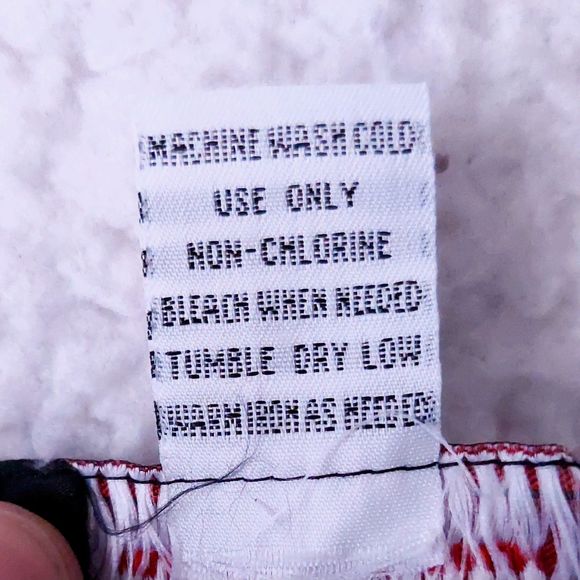 MACHINE WASH COLD
USE ONLY
NON-CHLORINE
BLEACH WHEN NEEDED
TUMBLE DRY LOW
WARM IRON AS NEEDED